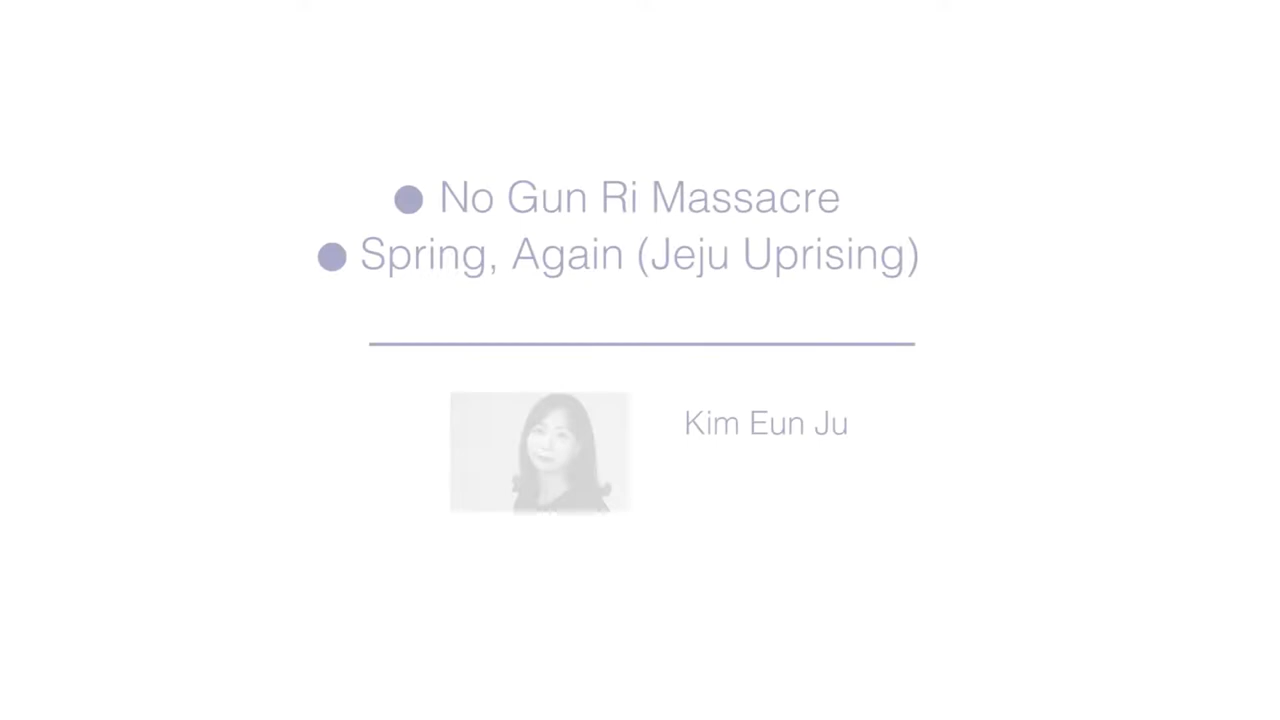 ● No Gun Ri Massacre
● Spring, Again (Jeju Uprising)
Kim Eun Ju